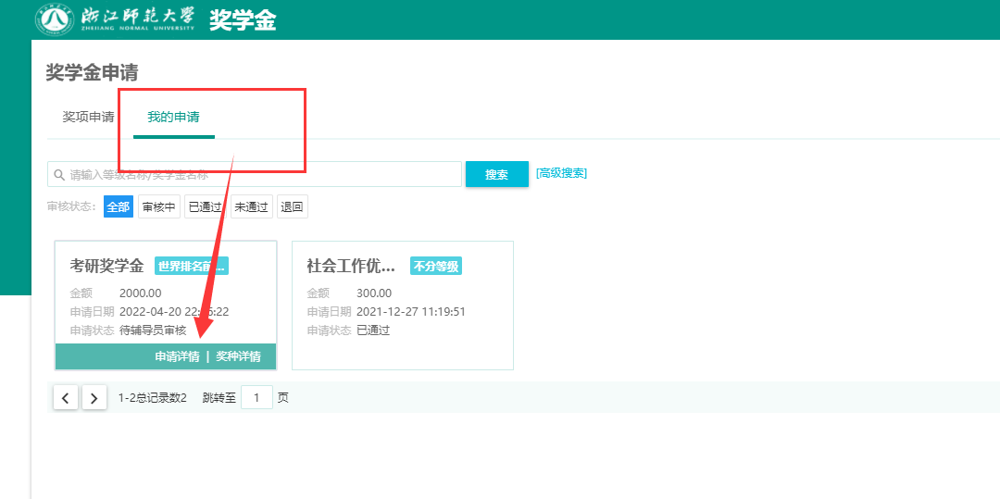 浙江师范大学 奖学金
ZHEJIANG NORMAL UNIVERSITY
奖学金申请
奖项申请 我的申请
请输入等级名称/奖学金名称 搜索 [高级搜索]
审核状态: 全部 审核中 已通过 未通过 退回
考研奖学金 世界排名前... 社会工作优... 不分等级
金额 2000.00 金额 300.00
申请日期 2022-04-20 申请日期 2021-12-27 11:19:51
申请状态 待辅导员审核 申请状态 已通过
申请详情 | 奖种详情
1-2总记录数2 跳转至 1 页